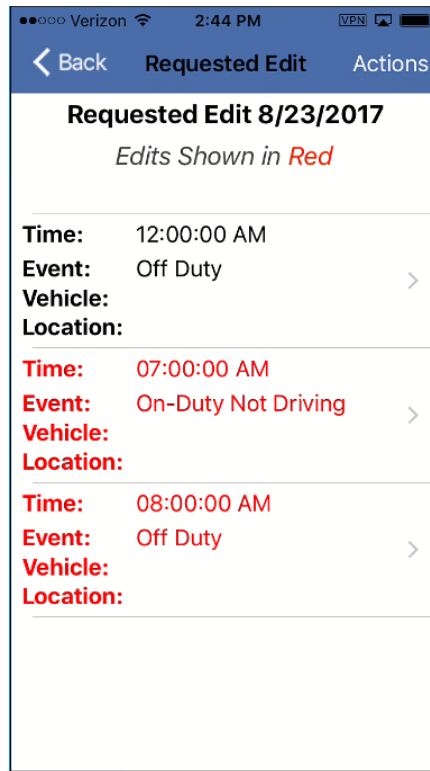 Verizon 2:44 PM VPN
Back Requested Edit Actions
Requested Edit 8/23/2017
Edits Shown in Red
Time: 12:00:00 AM
Event: Off Duty
Vehicle:
Location:
Time: 07:00:00 AM
Event: On-Duty Not Driving
Vehicle:
Location:
Time: 08:00:00 AM
Event: Off Duty
Vehicle:
Location: